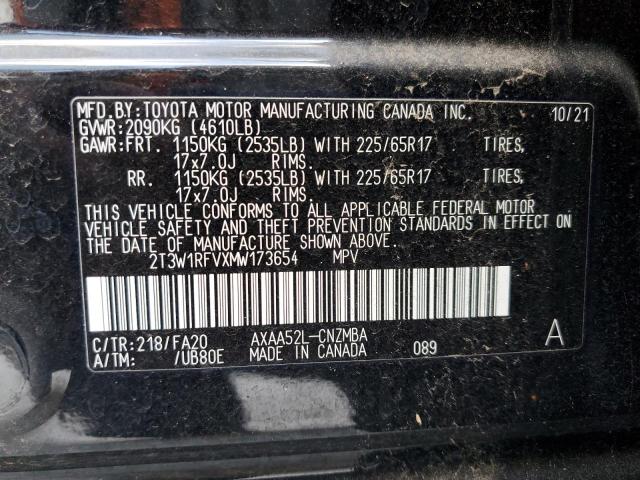 MFD.BY:TOYOTA MOTOR MANUFACTURING CANADA INC. 10/21
GVWR:2090KG (4610LB)
GAWR:FRT. 1150KG (2535LB) WITH 225/65R17 TIRES,
17x7.0J RIMS.
RR. 1150KG (2535LB) WITH 225/65R17 TIRES,
17x7.0J RIMS.
THIS VEHICLE CONFORMS TO ALL APPLICABLE FEDERAL MOTOR
VEHICLE SAFETY AND THEFT PREVENTION STANDARDS IN EFFECT ON
THE DATE OF MANUFACTURE SHOWN ABOVE.
2T3W1RFVXMW173654 MPV
C/TR:218/FA20 AXAA52L-CNZMBA
A/TM: /UB80E MADE IN CANADA 089 A